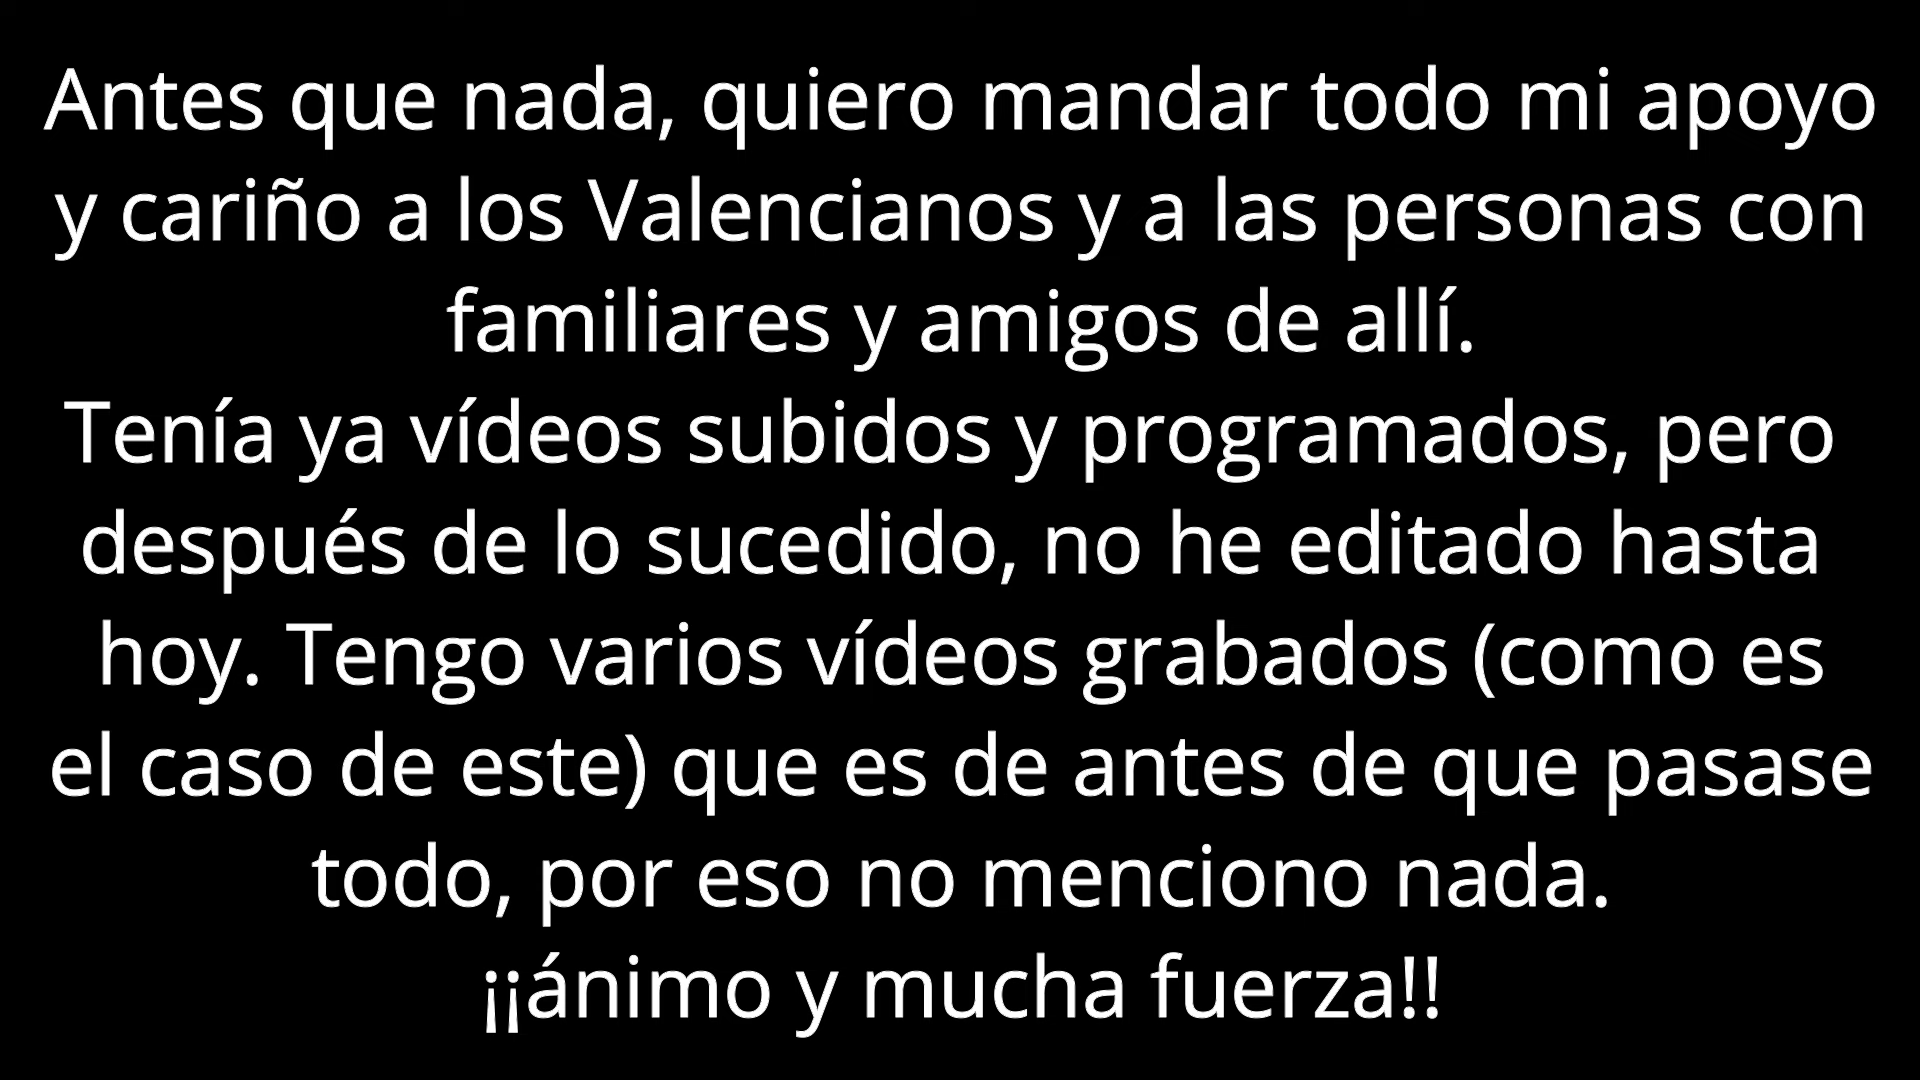 Antes que nada, quiero mandar todo mi apoyo
y cariño a los Valencianos y a las personas con
familiares y amigos de allí.
Tenía ya vídeos subidos y programados, pero
después de lo sucedido, no he editado hasta
hoy. Tengo varios vídeos grabados (como es
el caso de este) que es de antes de que pasase
todo, por eso no menciono nada.
¡¡ánimo y mucha fuerza!!